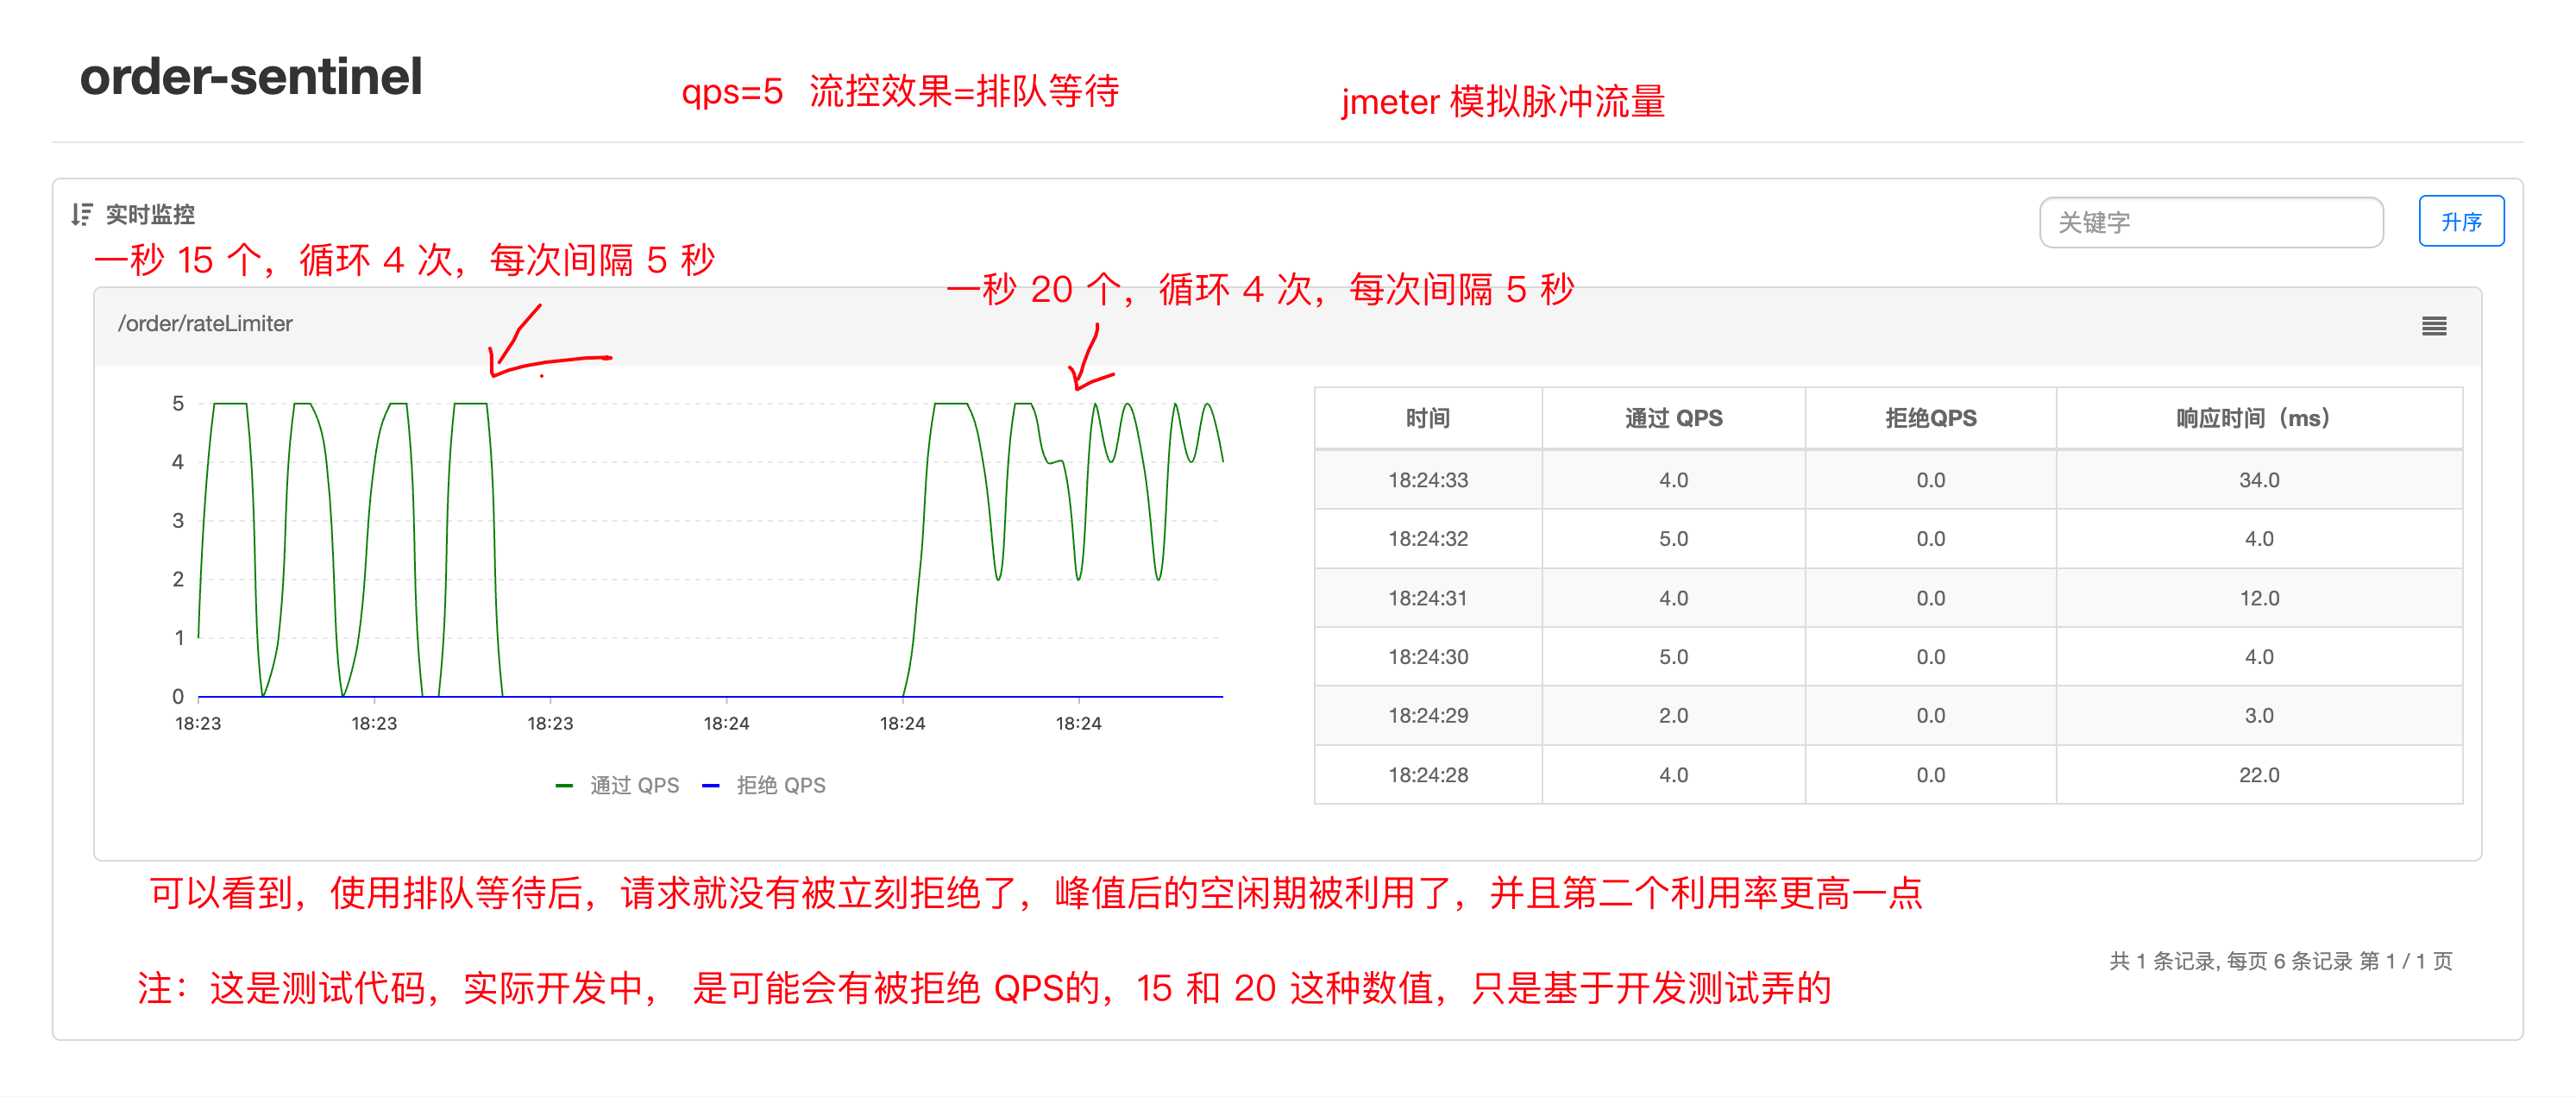 order-sentinel
qps=5 流控效果=排队等待
jmeter 模拟脉冲流量
实时监控
关键字
升序
一秒 15 个，循环 4 次，每次间隔 5 秒
一秒 20 个，循环 4 次，每次间隔 5 秒
/order/rateLimiter
5
4
3
2
1
0
18:23 18:23 18:23 18:24 18:24 18:24
通过 QPS 拒绝 QPS
时间 通过 QPS 拒绝QPS 响应时间（ms）
18:24:33 4.0 0.0 34.0
18:24:32 5.0 0.0 4.0
18:24:31 4.0 0.0 12.0
18:24:30 5.0 0.0 4.0
18:24:29 2.0 0.0 3.0
18:24:28 4.0 0.0 22.0
可以看到，使用排队等待后，请求就没有被立刻拒绝了，峰值后的空闲期被利用了，并且第二个利用率更高一点
共 1 条记录, 每页 6 条记录 第 1 / 1 页
注：这是测试代码，实际开发中， 是可能会有被拒绝 QPS的，15 和 20 这种数值，只是基于开发测试弄的